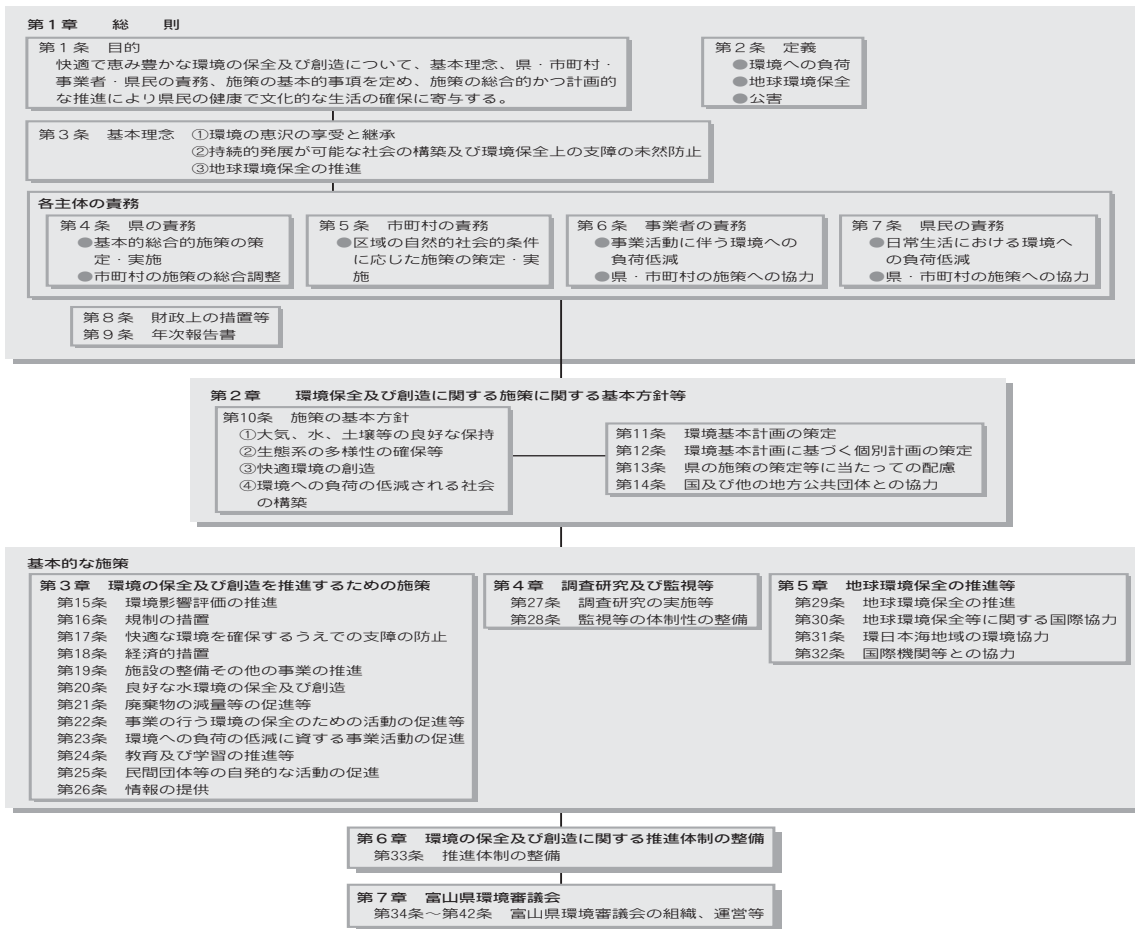 第1章　総　則
第1条　目的
快適で恵み豊かな環境の保全及び創造について、基本理念、県・市町村・
事業者・県民の責務、施策の基本的事項を定め、施策の総合的かつ計画的
な推進により県民の健康で文化的な生活の確保に寄与する。
第2条　定義
●環境への負荷
●地球環境保全
●公害
第3条　基本理念　①環境の恵沢の享受と継承
②持続的発展が可能な社会の構築及び環境保全上の支障の未然防止
③地球環境保全の推進
各主体の責務
第4条　県の責務
●基本的総合的施策の策
定・実施
●市町村の施策の総合調整
第5条　市町村の責務
●区域の自然的社会的条件
に応じた施策の策定・実
施
第6条　事業者の責務
●事業活動に伴う環境への
負荷低減
●県・市町村の施策への協力
第7条　県民の責務
●日常生活における環境へ
の負荷低減
●県・市町村の施策への協力
第8条　財政上の措置等
第9条　年次報告書
第2章　環境保全及び創造に関する施策に関する基本方針等
第10条　施策の基本方針
①大気、水、土壌等の良好な保持
②生態系の多様性の確保等
③快適環境の創造
④環境への負荷の低減される社会
の構築
第11条　環境基本計画の策定
第12条　環境基本計画に基づく個別計画の策定
第13条　県の施策の策定等に当たっての配慮
第14条　国及び他の地方公共団体との協力
基本的な施策
第3章　環境の保全及び創造を推進するための施策
第15条　環境影響評価の推進
第16条　規制の措置
第17条　快適な環境を確保するうえでの支障の防止
第18条　経済的措置
第19条　施設の整備その他の事業の推進
第20条　良好な水環境の保全及び創造
第21条　廃棄物の減量等の促進等
第22条　事業の行う環境の保全のための活動の促進等
第23条　環境への負荷の低減に資する事業活動の促進
第24条　教育及び学習の推進等
第25条　民間団体等の自発的な活動の促進
第26条　情報の提供
第4章　調査研究及び監視等
第27条　調査研究の実施等
第28条　監視等の体制性の整備
第5章　地球環境保全の推進等
第29条　地球環境保全の推進
第30条　地球環境保全等に関する国際協力
第31条　環日本海地域の環境協力
第32条　国際機関等との協力
第6章　環境の保全及び創造に関する推進体制の整備
第33条　推進体制の整備
第7章　富山県環境審議会
第34条～第42条　富山県環境審議会の組織、運営等